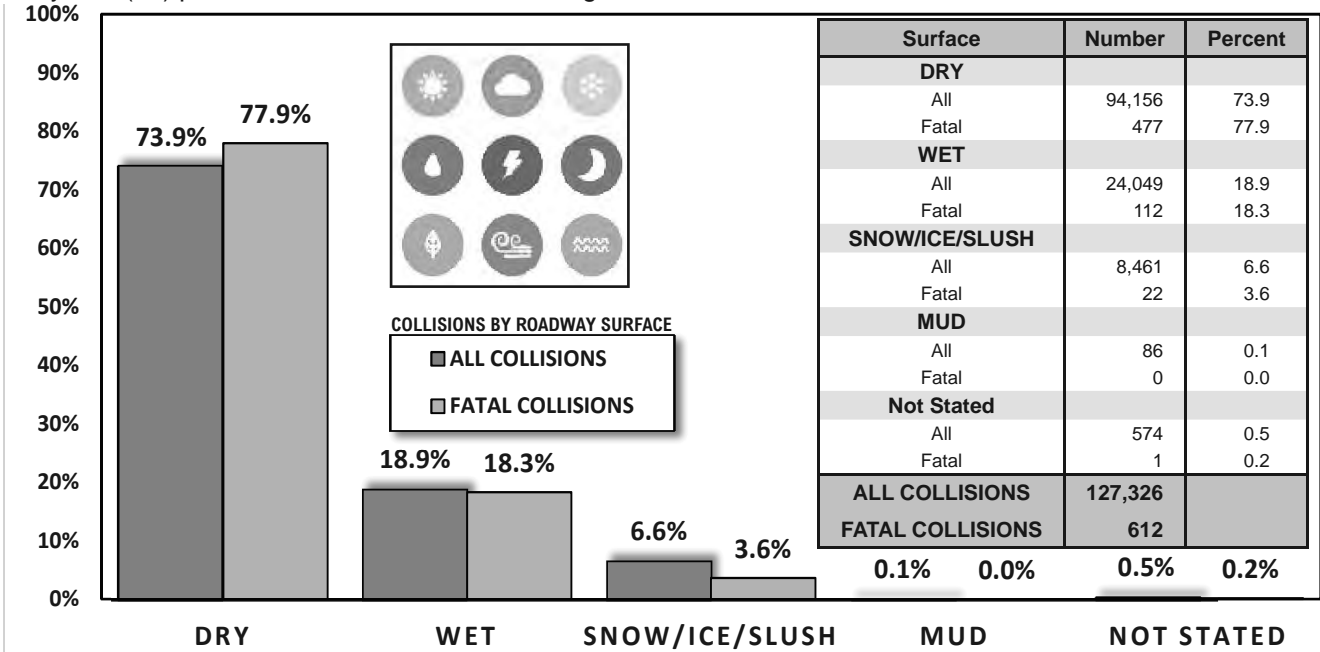 100%
90%
80%
70%
60%
50%
40%
30%
20%
10%
0%
73.9%
77.9%
18.9%
18.3%
6.6%
3.6%
0.1%
0.0%
0.5%
0.2%
DRY
WET
SNOW/ICE/SLUSH
MUD
NOT STATED
COLLISIONS BY ROADWAY SURFACE
ALL COLLISIONS
FATAL COLLISIONS
Surface Number Percent
DRY
All 94,156 73.9
Fatal 477 77.9
WET
All 24,049 18.9
Fatal 112 18.3
SNOW/ICE/SLUSH
All 8,461 6.6
Fatal 22 3.6
MUD
All 86 0.1
Fatal 0 0.0
Not Stated
All 574 0.5
Fatal 1 0.2
ALL COLLISIONS 127,326
FATAL COLLISIONS 612